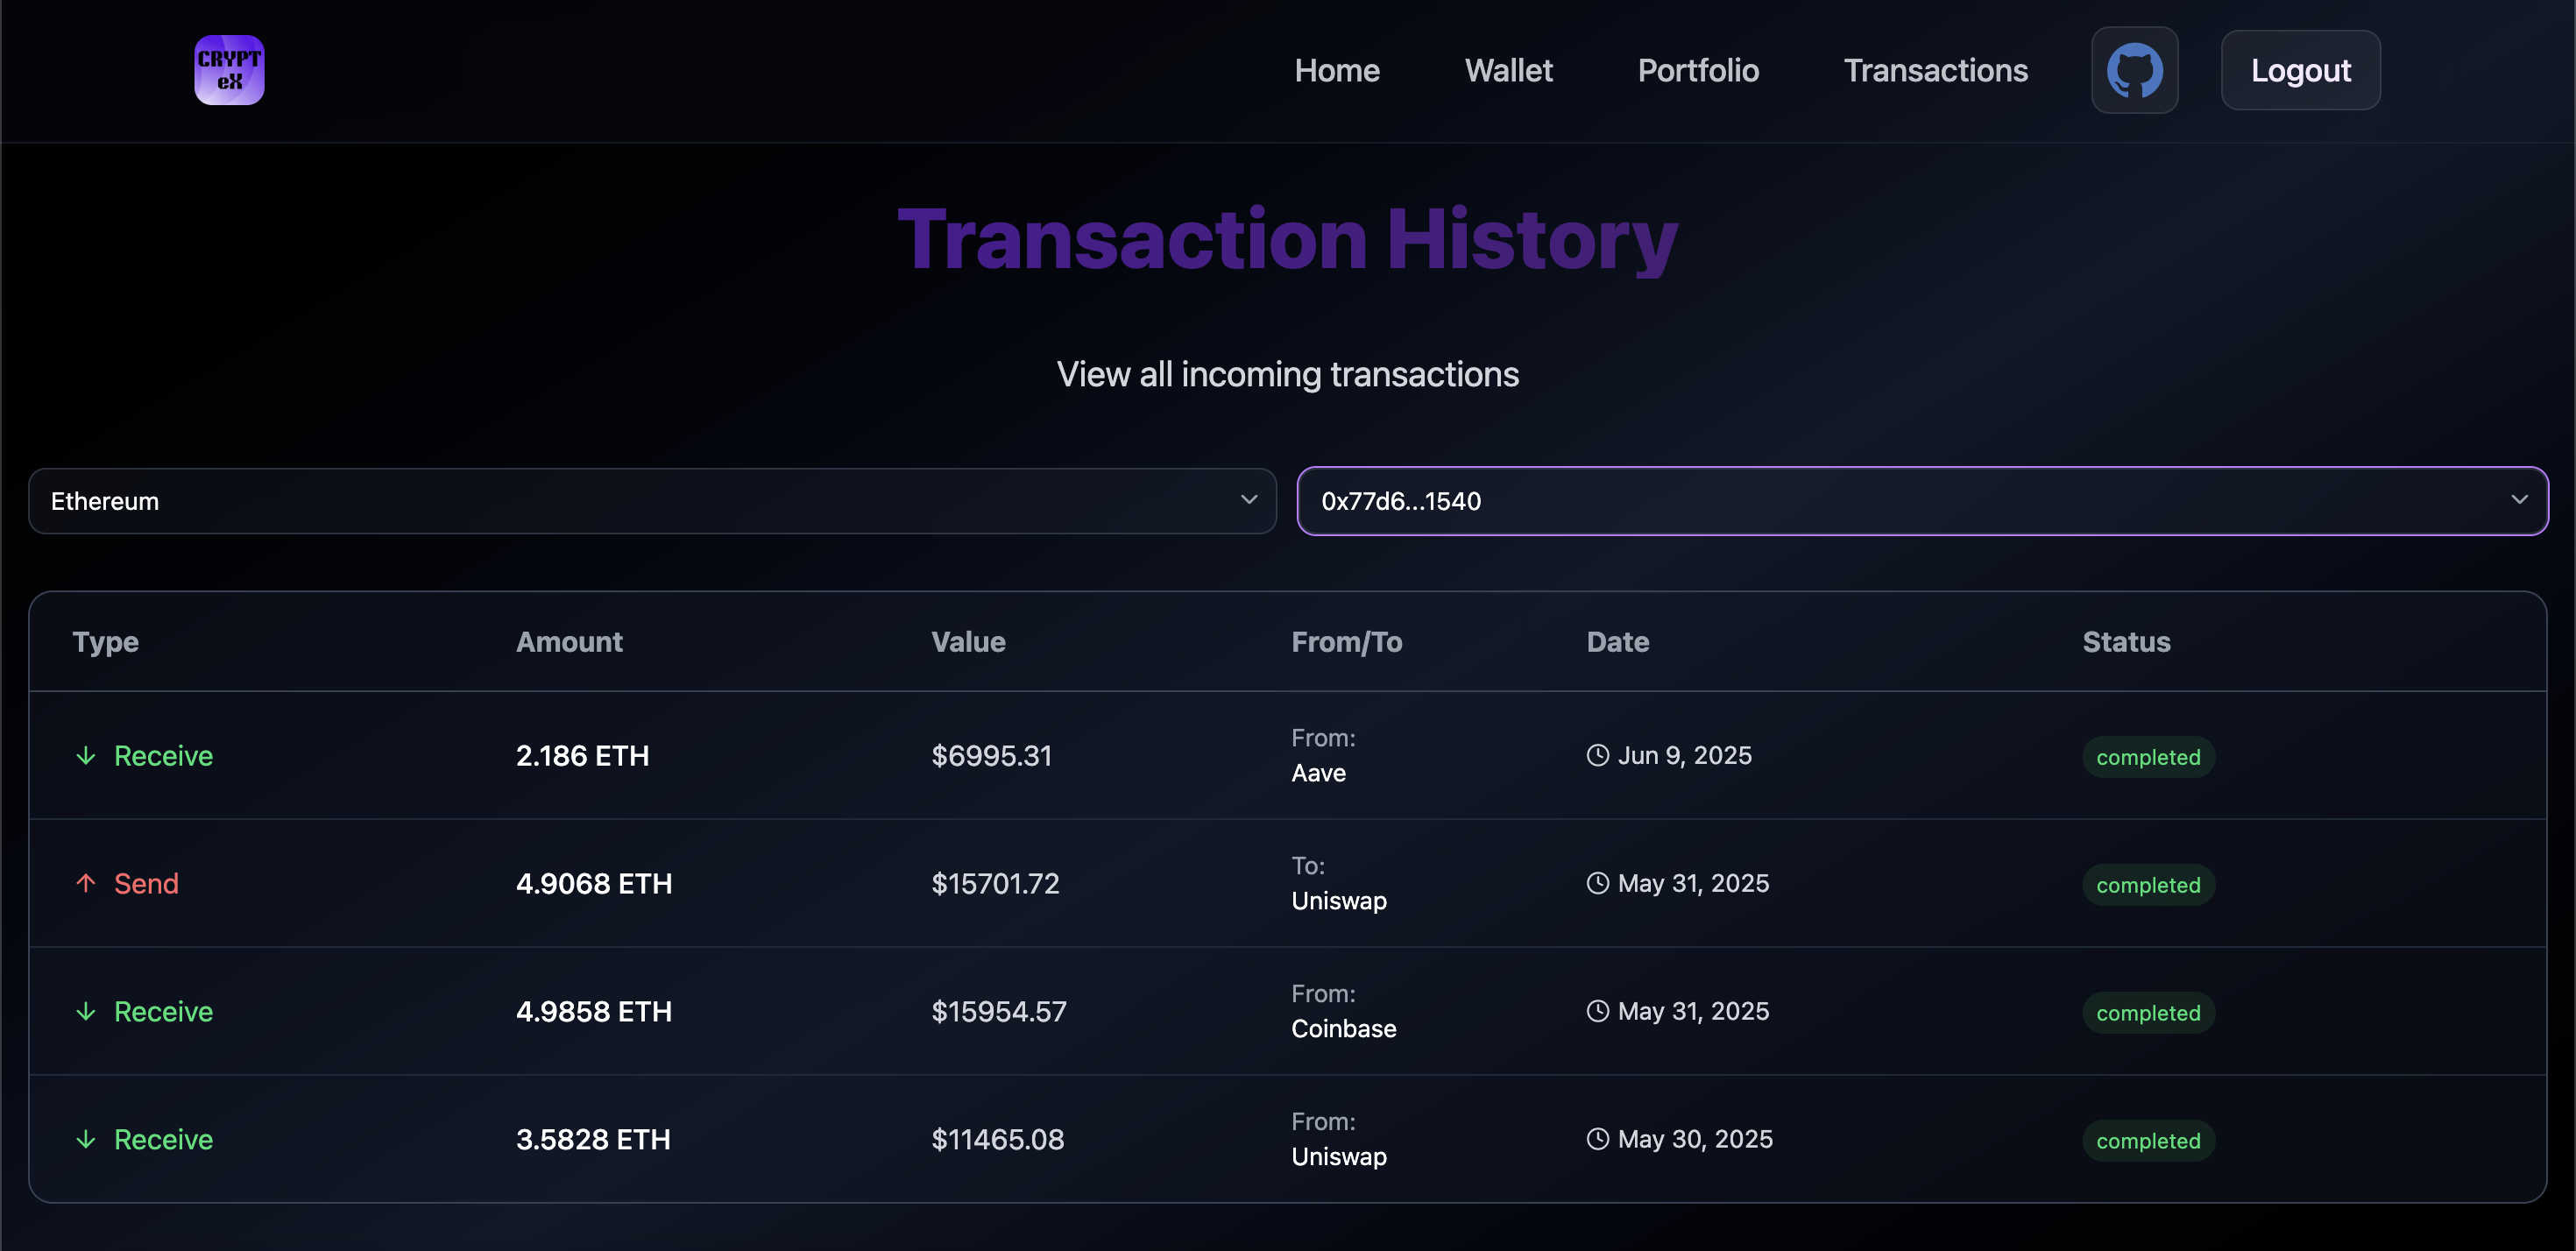 CRYPT
eX
Home Wallet Portfolio Transactions Logout
Transaction History
View all incoming transactions
Ethereum 0x77d6...1540
Type Amount Value From/To Date Status
Receive 2.186 ETH $6995.31 From: Jun 9, 2025 completed
Aave
Send 4.9068 ETH $15701.72 To: May 31, 2025 completed
Uniswap
Receive 4.9858 ETH $15954.57 From: May 31, 2025 completed
Coinbase
Receive 3.5828 ETH $11465.08 From: May 30, 2025 completed
Uniswap